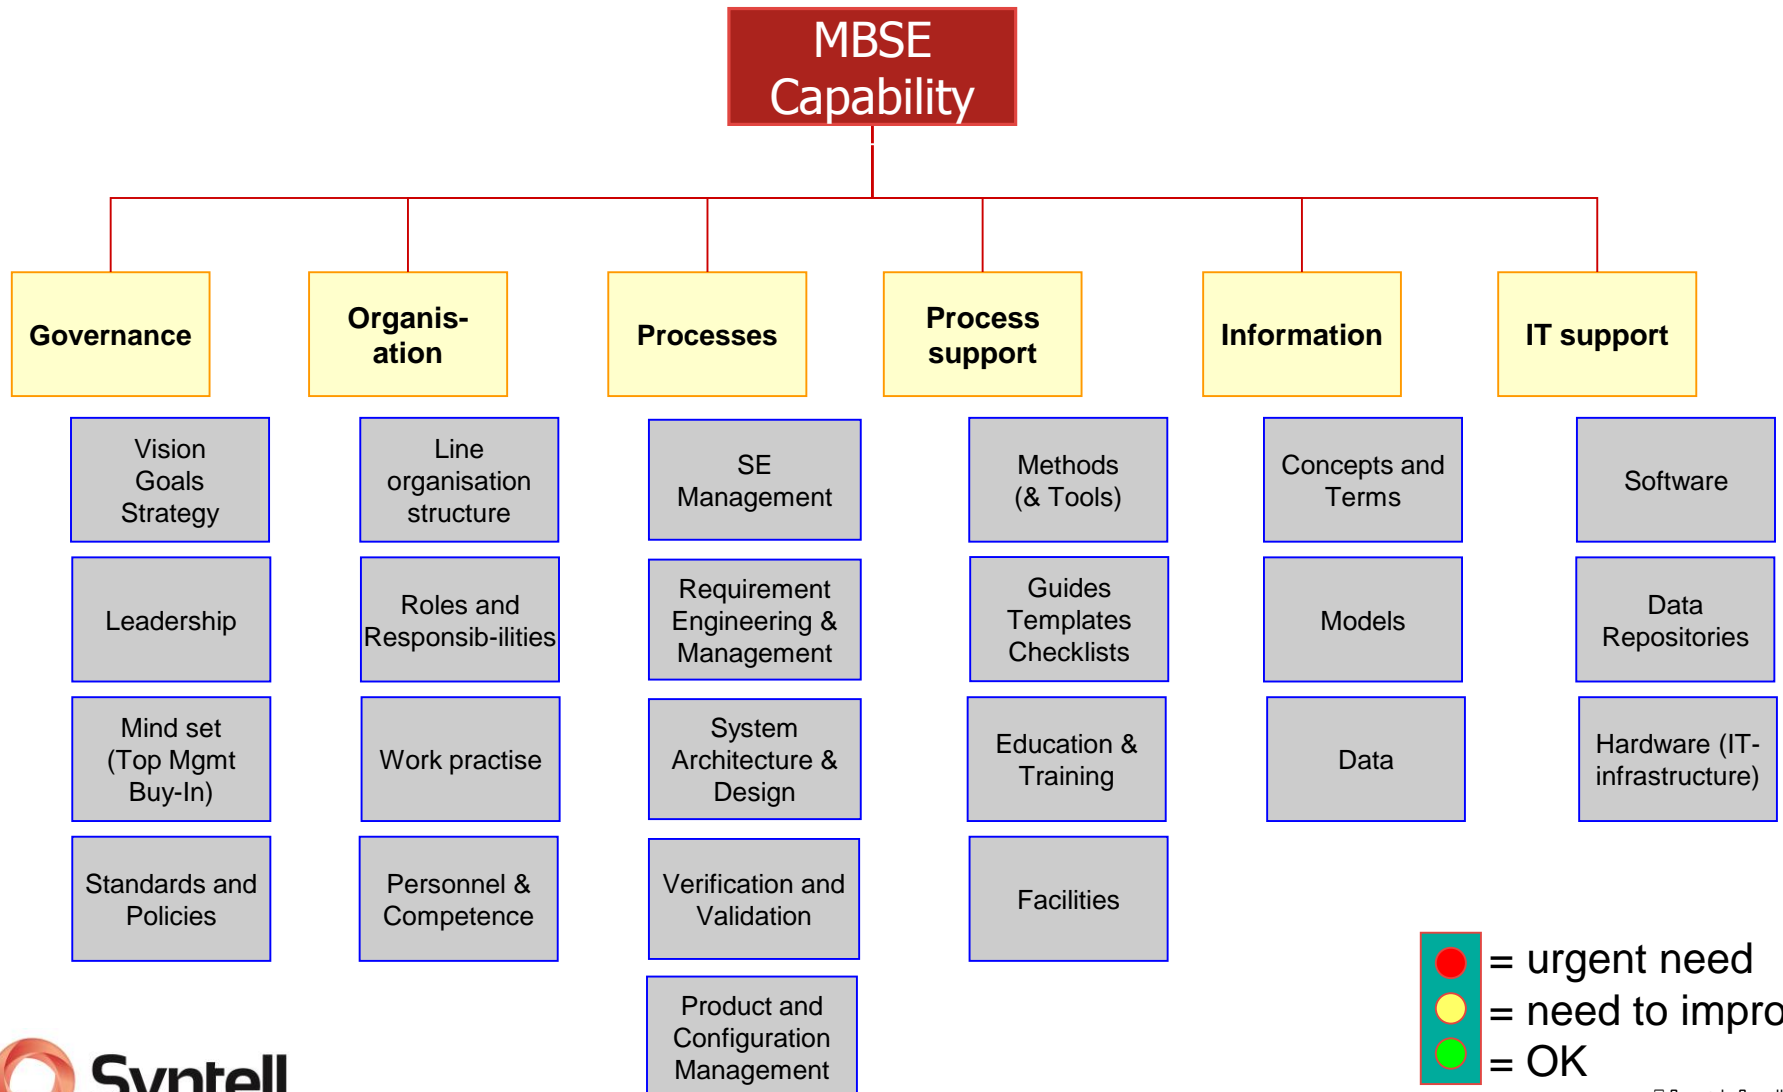 MBSE
Capability
Governance
Organis-
ation
Processes
Process
support
Information
IT support
Vision
Goals
Strategy
Leadership
Mind set
(Top Mgmt
Buy-In)
Standards and
Policies
Line
organisation
structure
Roles and
Responsib-ilities
Work practise
Personnel &
Competence
SE
Management
Requirement
Engineering &
Management
System
Architecture &
Design
Verification and
Validation
Product and
Configuration
Management
Methods
(& Tools)
Guides
Templates
Checklists
Education &
Training
Facilities
Concepts and
Terms
Models
Data
Software
Data
Repositories
Hardware (IT-
infrastructure)
= urgent need
= need to impro
= OK
Syntell